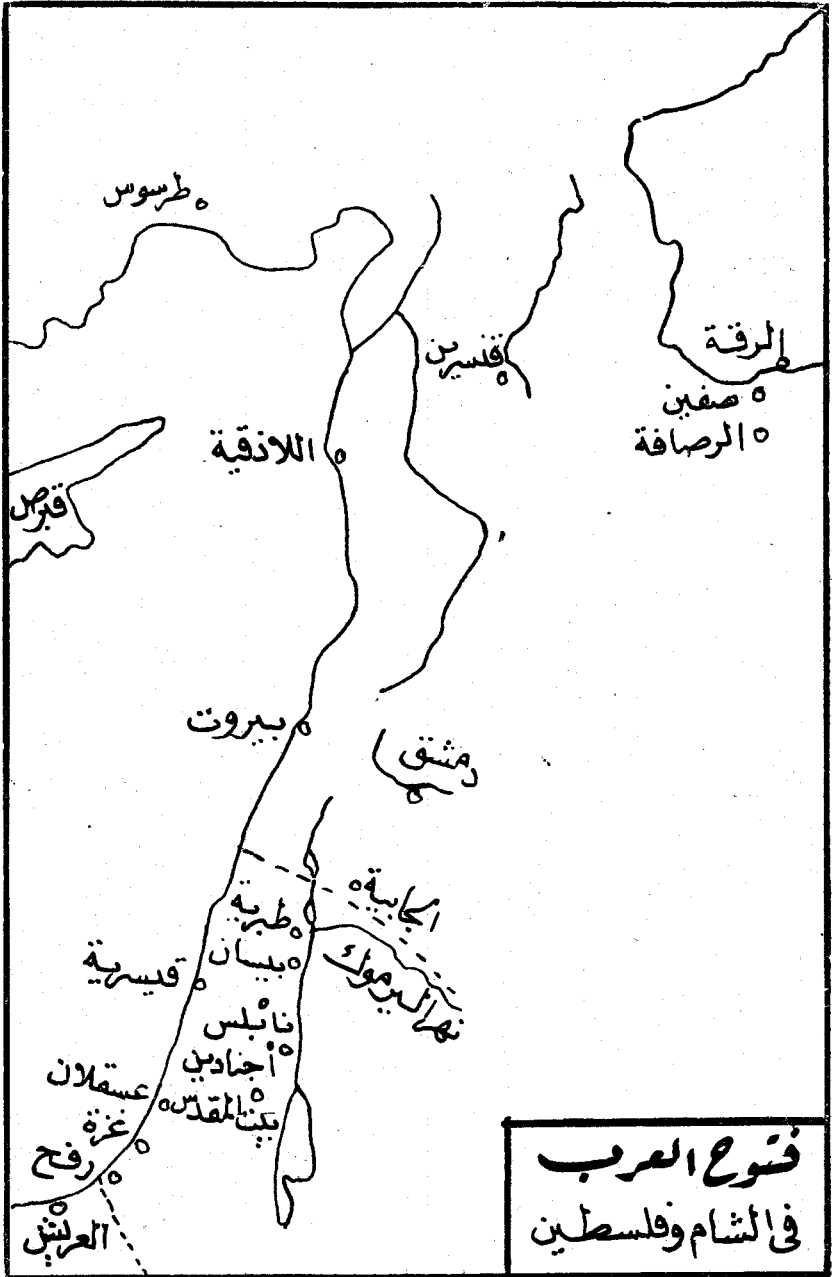 طرسوس
الرقة
قنسرين
صفين
الرصافة
اللاذقية
قبرص
بيروت
دمشق
الجابية
طبرية
نهر اليرموك
بيسان
قيسرية
نابلس
أجنادين
عسقلان
بيت المقدس
غزة
رفح
العريش
فتوح العرب
فى الشام وفلسطين